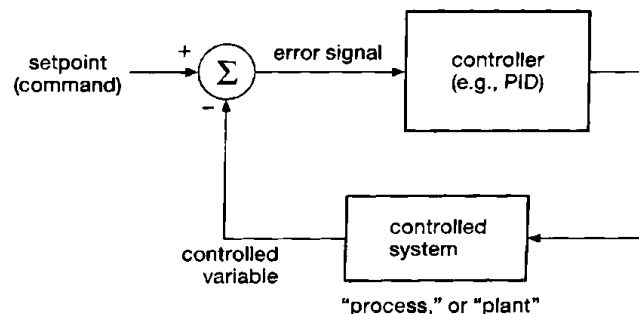 setpoint
(command)
+
Σ
−
error signal
controller
(e.g., PID)
controlled
system
controlled
variable
“process,” or “plant”